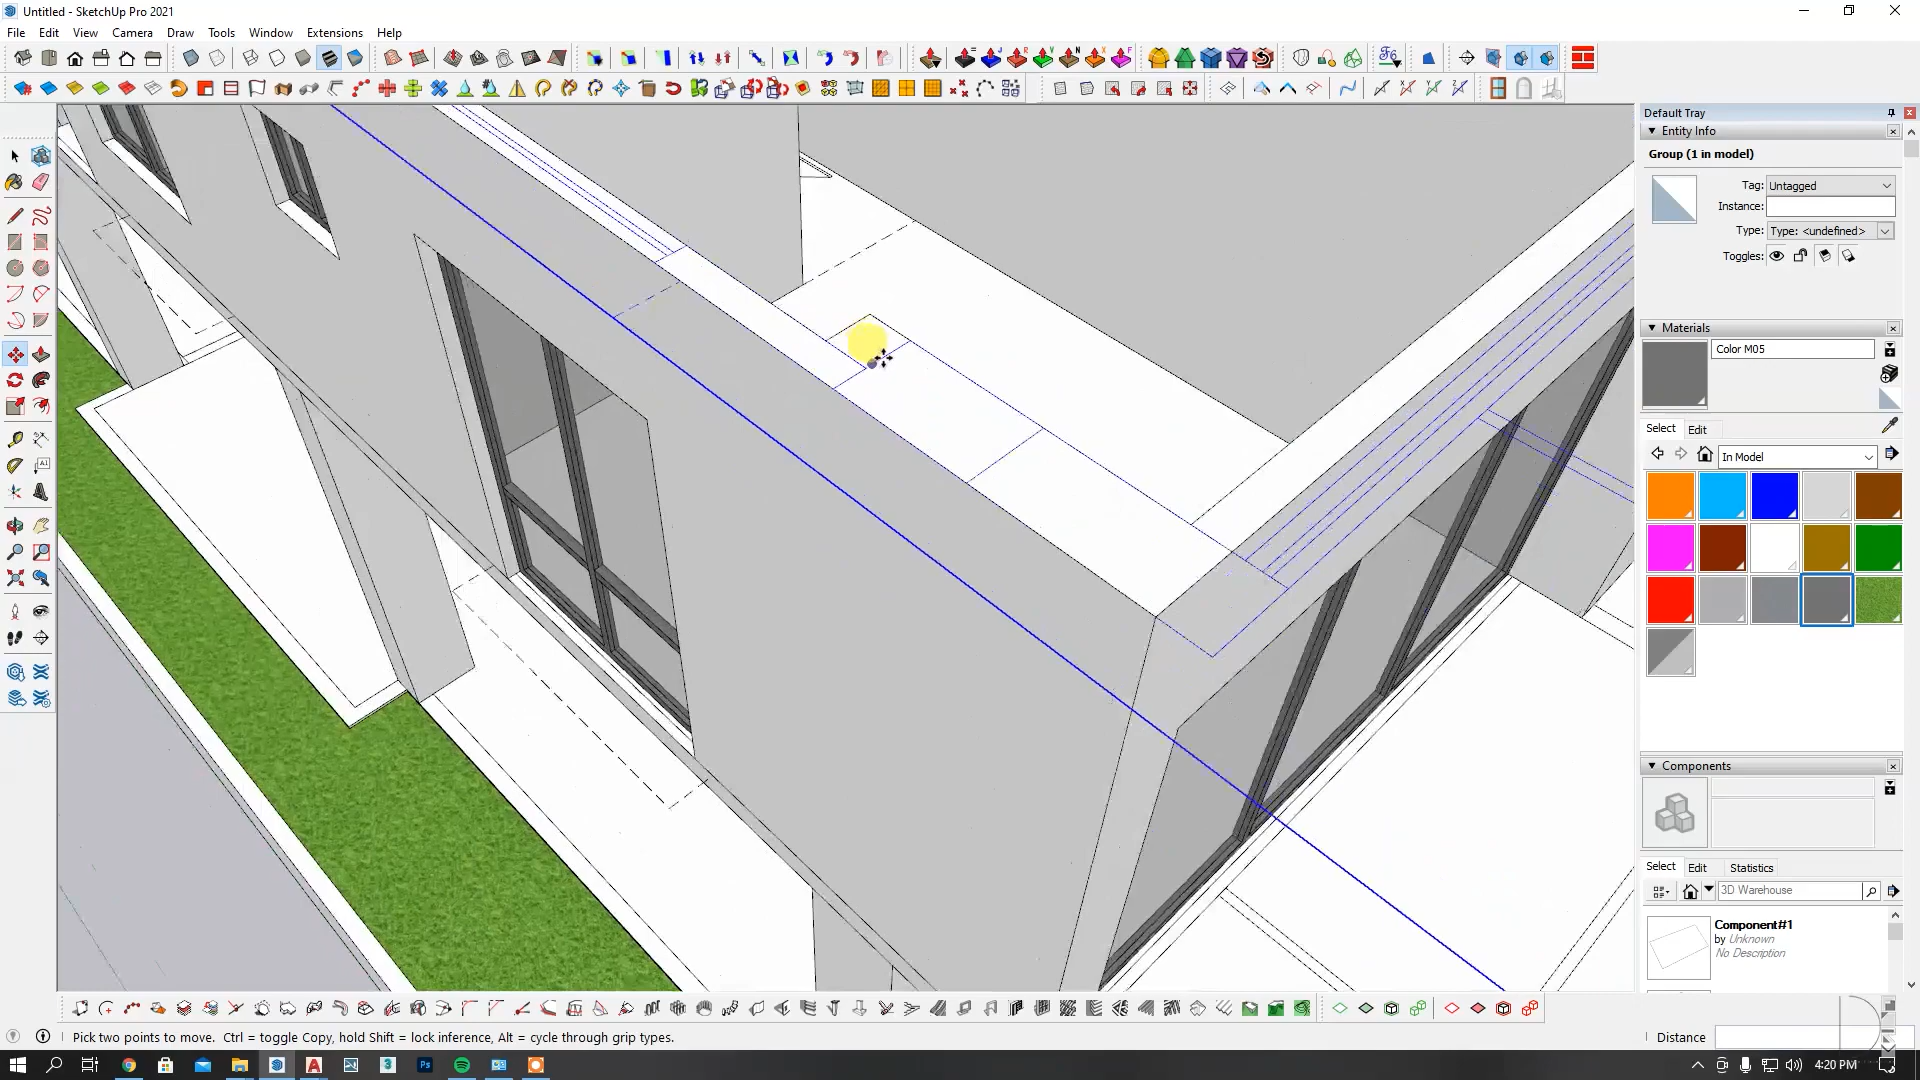 Untitled - SketchUp Pro 2021
File Edit View Camera Draw Tools Window Extensions Help
Default Tray
Entity Info
Group (1 in model)
Tag: Untagged
Instance:
Type: Type: <undefined>
Toggles:
Materials
Color M05
Select Edit
In Model
Components
Select Edit Statistics
3D Warehouse
Component#1
by Unknown
No Description
Pick two points to move. Ctrl = toggle Copy, hold Shift = lock inference, Alt = cycle through grip types.
Distance
4:20 PM